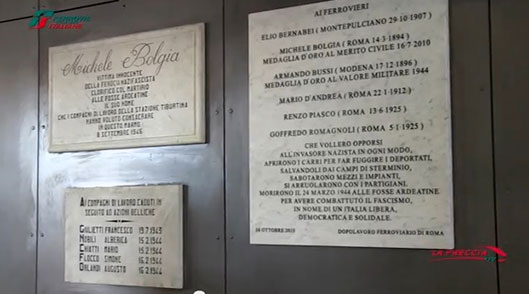 FERROVIE
ITALIANE
Michele Bolgia
VITTIMA INNOCENTE
DELLA FEROCIA NAZIFASCISTA
GLORIFICÒ COL MARTIRIO
ALLE FOSSE ARDEATINE
IL SUO NOME
CHE I COMPAGNI DI LAVORO DELLA STAZIONE TIBURTINA
HANNO VOLUTO CONSACRARE
IN QUESTO MARMO
8 SETTEMBRE 1946
AI COMPAGNI DI LAVORO CADUTI IN
SEGUITO AD AZIONI BELLICHE
GIULIETTI FRANCESCO 19.7.1943
NOBILI ALBERICA 15.2.1944
CHIATTI MARIO 15.2.1944
FLOCCO SIMONE 16.2.1944
ORLANDI AUGUSTO 16.2.1944
AI FERROVIERI
ELIO BERNABEI (MONTEPULCIANO 29·10·1907)
MICHELE BOLGIA (ROMA 14·3·1894)
MEDAGLIA D'ORO AL MERITO CIVILE 16·7·2010
ARMANDO BUSSI (MODENA 17·12·1896)
MEDAGLIA D'ORO AL VALORE MILITARE 1944
MARIO D'ANDREA (ROMA 22·1·1912)
RENZO PIASCO (ROMA 13·6·1925)
GOFFREDO ROMAGNOLI (ROMA 5·1·1925)
CHE VOLLERO OPPORSI
ALL'INVASORE NAZISTA IN OGNI MODO,
APRIRONO I CARRI PER FAR FUGGIRE I DEPORTATI,
SALVANDOLI DAI CAMPI DI STERMINIO,
SABOTARONO MEZZI E IMPIANTI,
SI ARRUOLARONO CON I PARTIGIANI.
MORIRONO IL 24 MARZO 1944 ALLE FOSSE ARDEATINE
PER AVERE COMBATTUTO IL FASCISMO,
IN NOME DI UN'ITALIA LIBERA,
DEMOCRATICA E SOLIDALE.
16 OTTOBRE 2013 DOPOLAVORO FERROVIARIO DI ROMA
LA FRECCIA